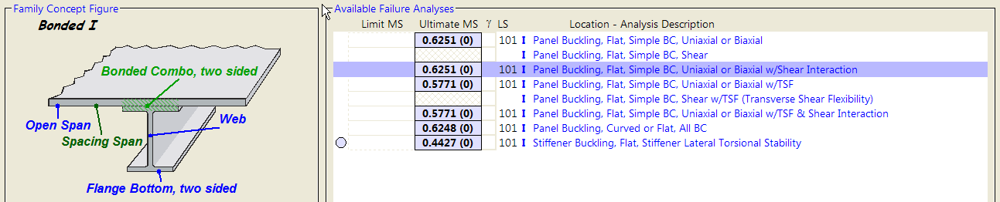 Family Concept Figure
Bonded I
Bonded Combo, two sided
Open Span
Web
Spacing Span
Flange Bottom, two sided
Available Failure Analyses
Limit MS Ultimate MS γ LS Location - Analysis Description
0.6251 (0) 101 I Panel Buckling, Flat, Simple BC, Uniaxial or Biaxial
I Panel Buckling, Flat, Simple BC, Shear
0.6251 (0) 101 I Panel Buckling, Flat, Simple BC, Uniaxial or Biaxial w/Shear Interaction
0.5771 (0) 101 I Panel Buckling, Flat, Simple BC, Uniaxial or Biaxial w/TSF
I Panel Buckling, Flat, Simple BC, Shear w/TSF (Transverse Shear Flexibility)
0.5771 (0) 101 I Panel Buckling, Flat, Simple BC, Uniaxial or Biaxial w/TSF & Shear Interaction
0.6248 (0) 101 I Panel Buckling, Curved or Flat, All BC
0.4427 (0) 101 I Stiffener Buckling, Flat, Stiffener Lateral Torsional Stability